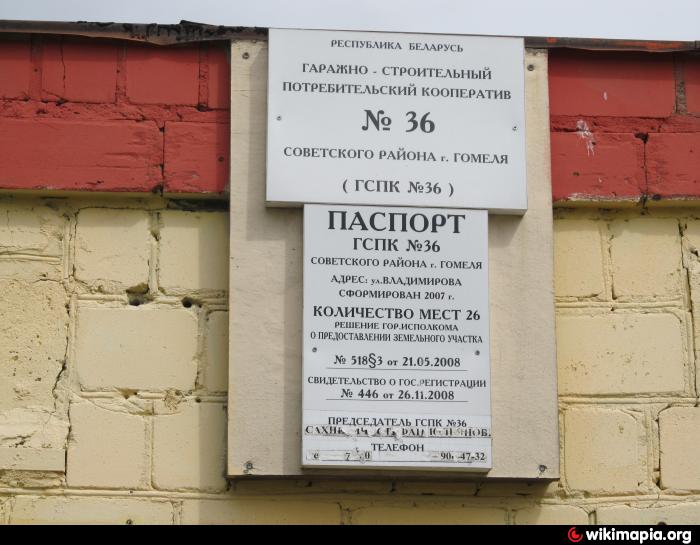 РЕСПУБЛИКА БЕЛАРУСЬ
ГАРАЖНО - СТРОИТЕЛЬНЫЙ
ПОТРЕБИТЕЛЬСКИЙ КООПЕРАТИВ
№ 36
СОВЕТСКОГО РАЙОНА г. ГОМЕЛЯ
( ГСПК №36 )
ПАСПОРТ
ГСПК №36
СОВЕТСКОГО РАЙОНА г. ГОМЕЛЯ
АДРЕС: ул.ВЛАДИМИРОВА
СФОРМИРОВАН 2007 г.
КОЛИЧЕСТВО МЕСТ 26
РЕШЕНИЕ ГОР.ИСПОЛКОМА
О ПРЕДОСТАВЛЕНИИ ЗЕМЕЛЬНОГО УЧАСТКА
№ 518§3 от 21.05.2008
СВИДЕТЕЛЬСТВО О ГОС.РЕГИСТРАЦИИ
№ 446 от 26.11.2008
ПРЕДСЕДАТЕЛЬ ГСПК №36
ТЕЛЕФОН
47-32
wikimapia.org